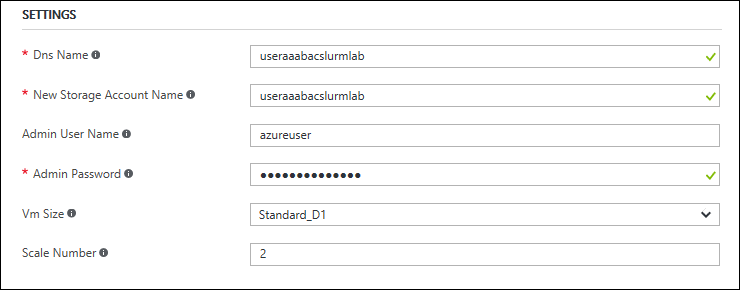 SETTINGS
* Dns Name
useraaabacslurmlab
* New Storage Account Name
useraaabacslurmlab
Admin User Name
azureuser
* Admin Password
••••••••••••••
Vm Size
Standard_D1
Scale Number
2